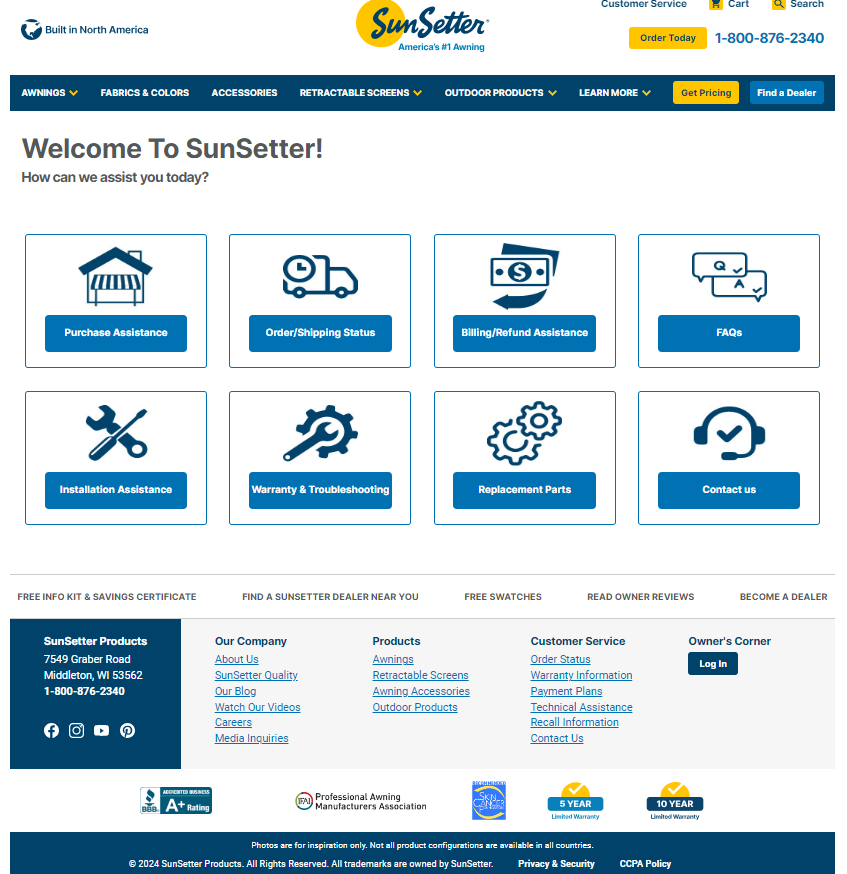 Customer Service
Cart
Search
Built in North America
SunSetter®
America's #1 Awning
Order Today
1-800-876-2340
AWNINGS
FABRICS & COLORS
ACCESSORIES
RETRACTABLE SCREENS
OUTDOOR PRODUCTS
LEARN MORE
Get Pricing
Find a Dealer
Welcome To SunSetter!
How can we assist you today?
$
Q
A
Purchase Assistance
Order/Shipping Status
Billing/Refund Assistance
FAQs
Installation Assistance
Warranty & Troubleshooting
Replacement Parts
Contact us
FREE INFO KIT & SAVINGS CERTIFICATE
FIND A SUNSETTER DEALER NEAR YOU
FREE SWATCHES
READ OWNER REVIEWS
BECOME A DEALER
SunSetter Products
7549 Graber Road
Middleton, WI 53562
1-800-876-2340
Our Company
About Us
SunSetter Quality
Our Blog
Watch Our Videos
Careers
Media Inquiries
Products
Awnings
Retractable Screens
Awning Accessories
Outdoor Products
Customer Service
Order Status
Warranty Information
Payment Plans
Technical Assistance
Recall Information
Contact Us
Owner's Corner
Log In
BBB
ACCREDITED BUSINESS
A+ Rating
IFAI
Professional Awning
Manufacturers Association
RECOMMENDED
SKIN
CANCER
5 YEAR
Limited Warranty
10 YEAR
Limited Warranty
Photos are for inspiration only. Not all product configurations are available in all countries.
© 2024 SunSetter Products. All Rights Reserved. All trademarks are owned by SunSetter.
Privacy & Security
CCPA Policy